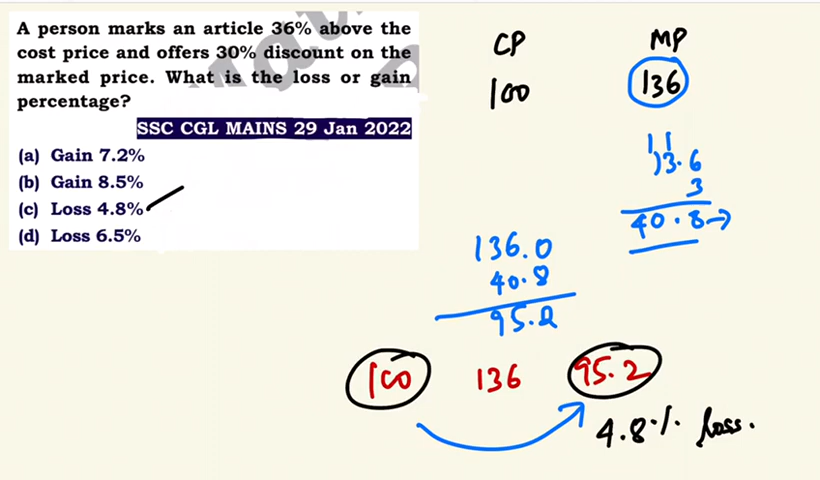 A person marks an article 36% above the
cost price and offers 30% discount on the
marked price. What is the loss or gain
percentage?
SSC CGL MAINS 29 Jan 2022
(a) Gain 7.2%
(b) Gain 8.5%
(c) Loss 4.8%
(d) Loss 6.5%
CP MP
100 136
11
13.6
3
40.8
136.0
40.8
95.2
100 136 95.2
4.8% loss.